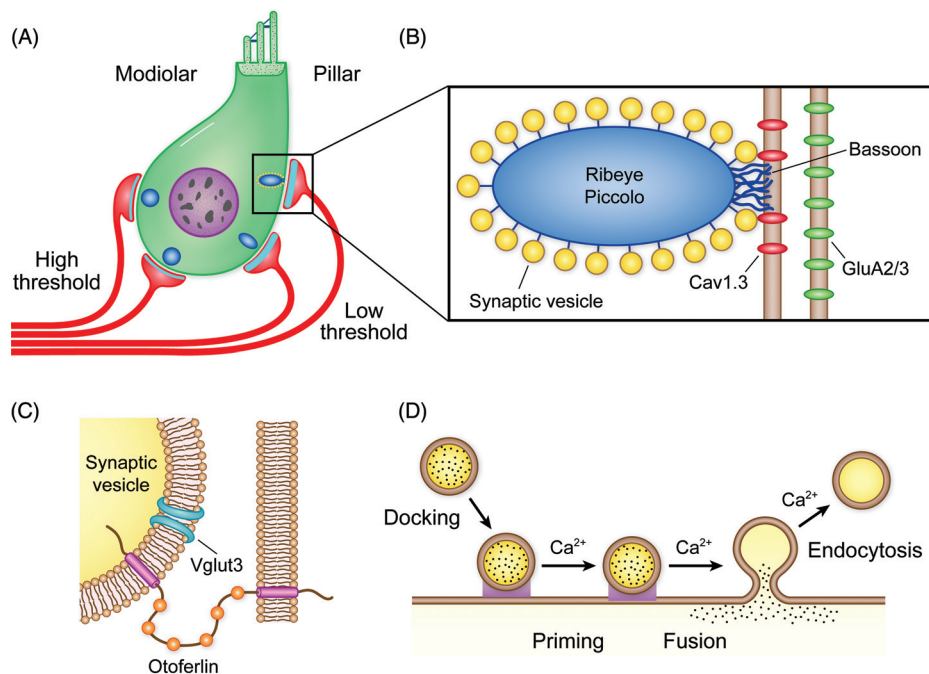 (A)
Modiolar
Pillar
High
threshold
Low
threshold
(B)
Ribeye
Piccolo
Bassoon
Cav1.3
GluA2/3
Synaptic vesicle
(C)
Synaptic
vesicle
Vglut3
Otoferlin
(D)
Docking
Ca2+
Ca2+
Ca2+
Endocytosis
Priming
Fusion